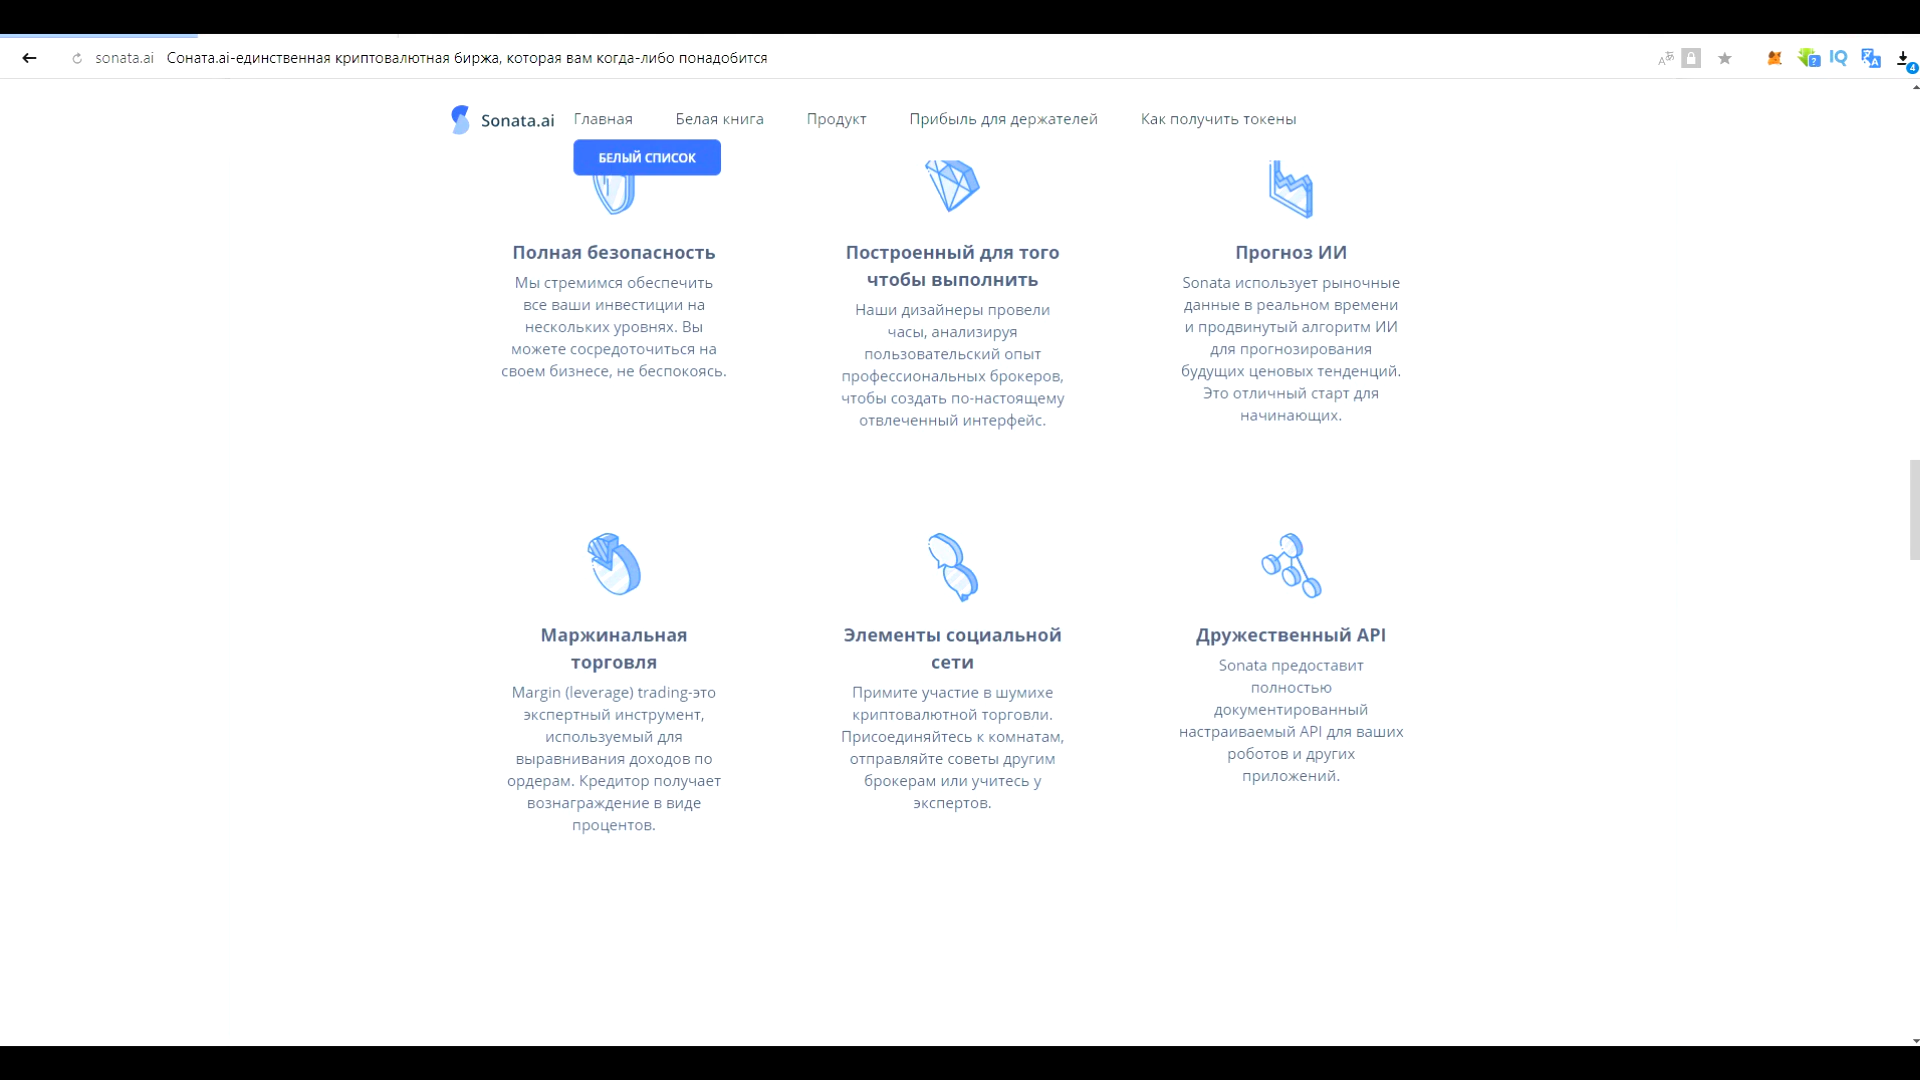 sonata.ai Соната.ai-единственная криптовалютная биржа, которая вам когда-либо понадобится
IQ
4
Sonata.ai
Главная
Белая книга
Продукт
Прибыль для держателей
Как получить токены
БЕЛЫЙ СПИСОК
Полная безопасность
Мы стремимся обеспечить
все ваши инвестиции на
нескольких уровнях. Вы
можете сосредоточиться на
своем бизнесе, не беспокоясь.
Построенный для того
чтобы выполнить
Наши дизайнеры провели
часы, анализируя
пользовательский опыт
профессиональных брокеров,
чтобы создать по-настоящему
отвлеченный интерфейс.
Прогноз ИИ
Sonata использует рыночные
данные в реальном времени
и продвинутый алгоритм ИИ
для прогнозирования
будущих ценовых тенденций.
Это отличный старт для
начинающих.
Маржинальная
торговля
Margin (leverage) trading-это
экспертный инструмент,
используемый для
выравнивания доходов по
ордерам. Кредитор получает
вознаграждение в виде
процентов.
Элементы социальной
сети
Примите участие в шумихе
криптовалютной торговли.
Присоединяйтесь к комнатам,
отправляйте советы другим
брокерам или учитесь у
экспертов.
Дружественный API
Sonata предоставит
полностью
документированный
настраиваемый API для ваших
роботов и других
приложений.